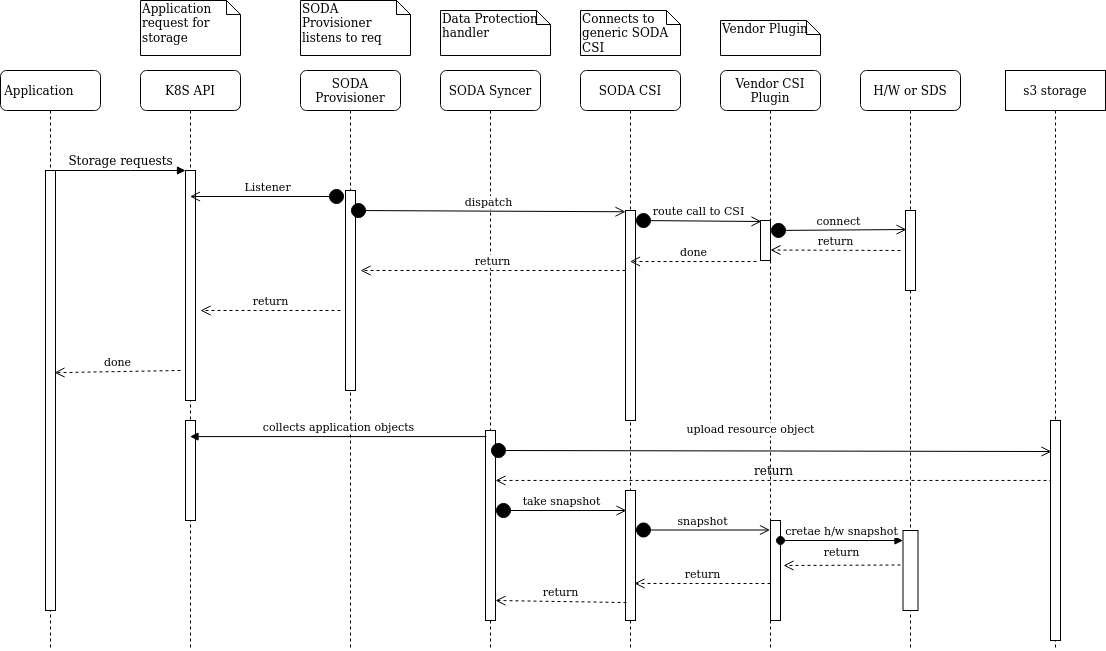 Application
request for
storage
SODA
Provisioner
listens to req
Data Protection
handler
Connects to
generic SODA
CSI
Vendor Plugin
Application
K8S API
SODA
Provisioner
SODA Syncer
SODA CSI
Vendor CSI
Plugin
H/W or SDS
s3 storage
Storage requests
Listener
dispatch
route call to CSI
connect
return
done
return
return
done
collects application objects
upload resource object
return
take snapshot
snapshot
cretae h/w snapshot
return
return
return